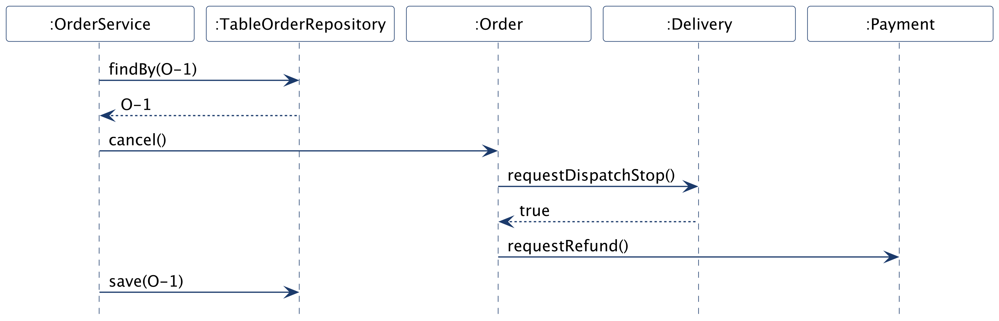 :OrderService
:TableOrderRepository
:Order
:Delivery
:Payment
findBy(O-1)
O-1
cancel()
requestDispatchStop()
true
requestRefund()
save(O-1)